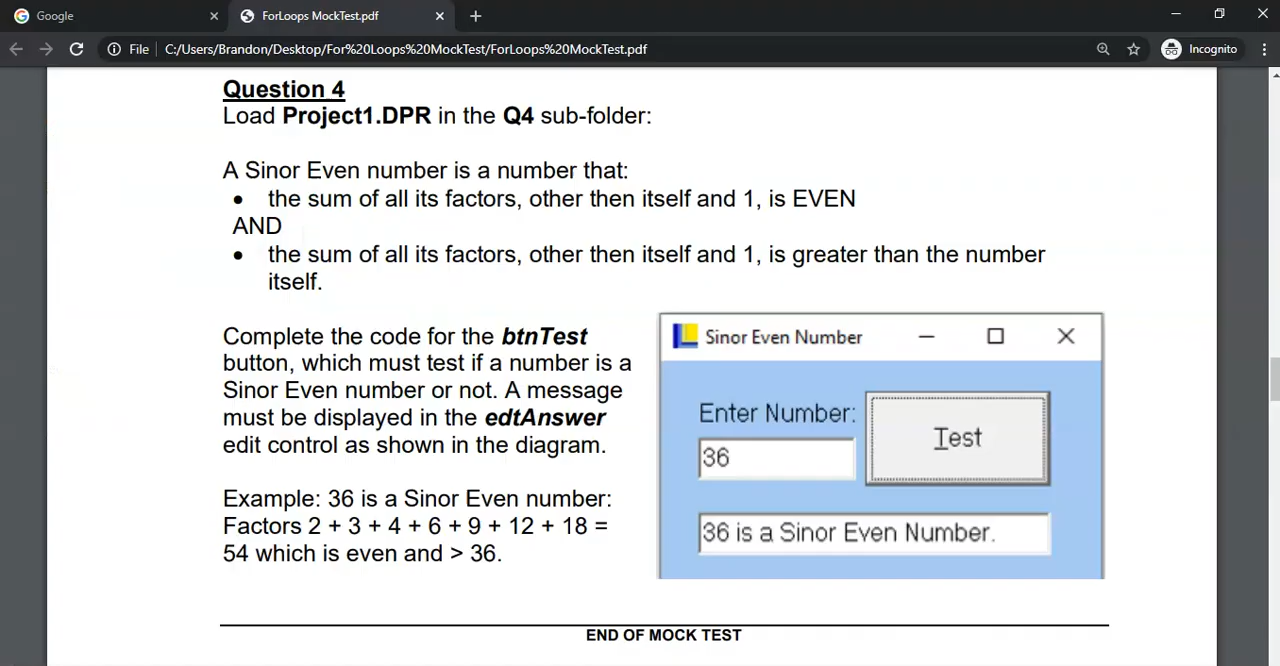 Google
ForLoops MockTest.pdf
File
C:/Users/Brandon/Desktop/For%20Loops%20MockTest/ForLoops%20MockTest.pdf
Incognito
Question 4
Load Project1.DPR in the Q4 sub-folder:
A Sinor Even number is a number that:
• the sum of all its factors, other then itself and 1, is EVEN
AND
• the sum of all its factors, other then itself and 1, is greater than the number
itself.
Complete the code for the btnTest
button, which must test if a number is a
Sinor Even number or not. A message
must be displayed in the edtAnswer
edit control as shown in the diagram.
Example: 36 is a Sinor Even number:
Factors 2 + 3 + 4 + 6 + 9 + 12 + 18 =
54 which is even and > 36.
Sinor Even Number
Enter Number:
36
Test
36 is a Sinor Even Number.
END OF MOCK TEST